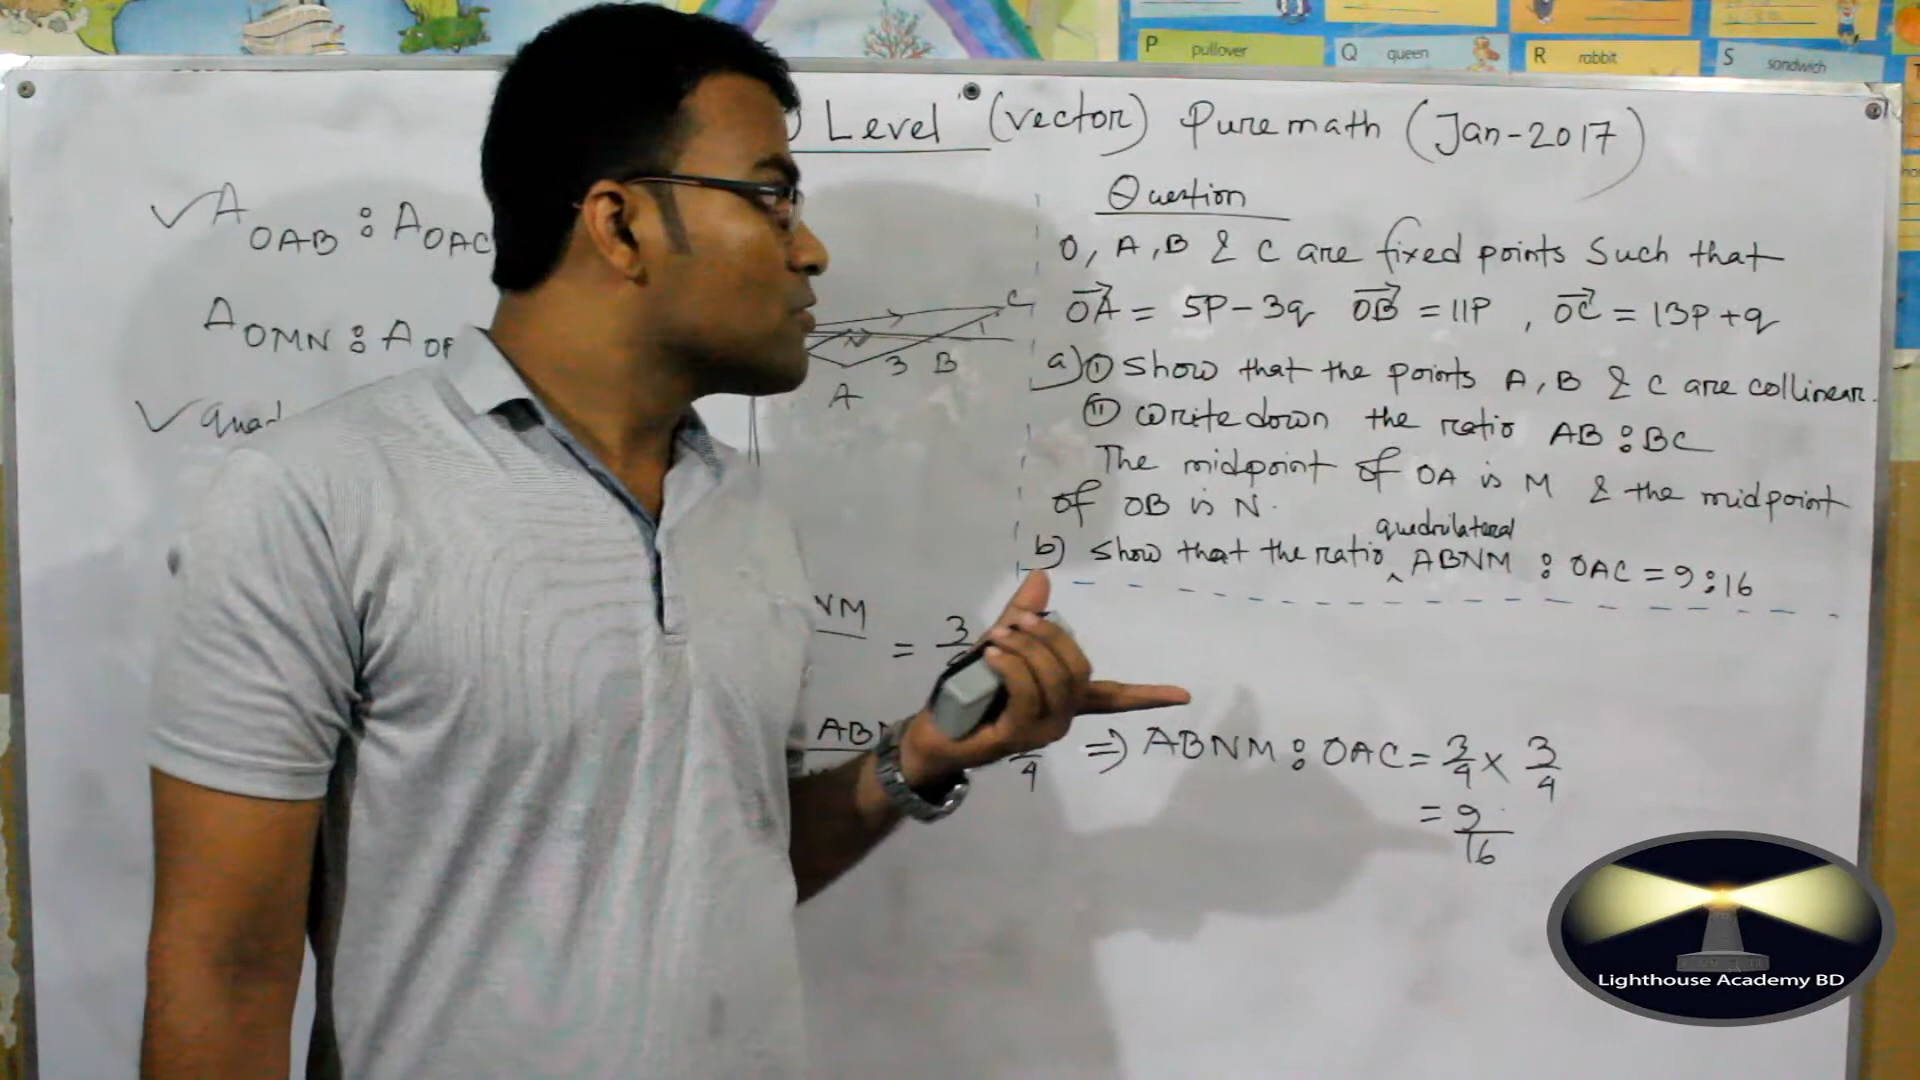 P pullover
Q queen
R rabbit
S sandwich
Level (vector) Pure math (Jan-2017)
Question
O, A, B & C are fixed points Such that
OA = 5P-3q OB = 11P, OC = 13P+q
a) i Show that the points A, B & C are collinear.
ii write down the ratio AB : BC
The midpoint of OA is M & the midpoint
of OB is N.
quadrilateral
b) Show that the ratio ^ ABNM : OAC = 9:16
✓ A OAB : A OAC
A OMN : A
✓ Quad
C
1
N
3 B
A
NM
= 3
AB
4 ⇒ ABNM : OAC = 3/4 × 3/4
= 9/16
Lighthouse Academy BD